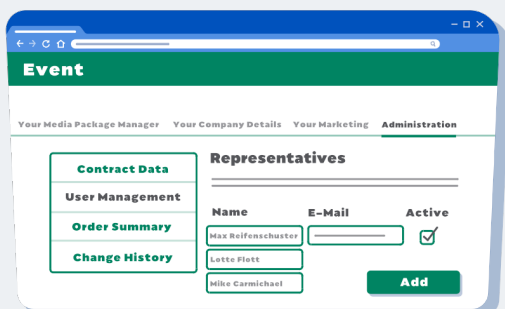 Event
Your Media Package Manager
Your Company Details
Your Marketing
Administration
Contract Data
User Management
Order Summary
Change History
Representatives
Name
E-Mail
Active
Max Reifenschuster
Lotte Flott
Mike Carmichael
Add